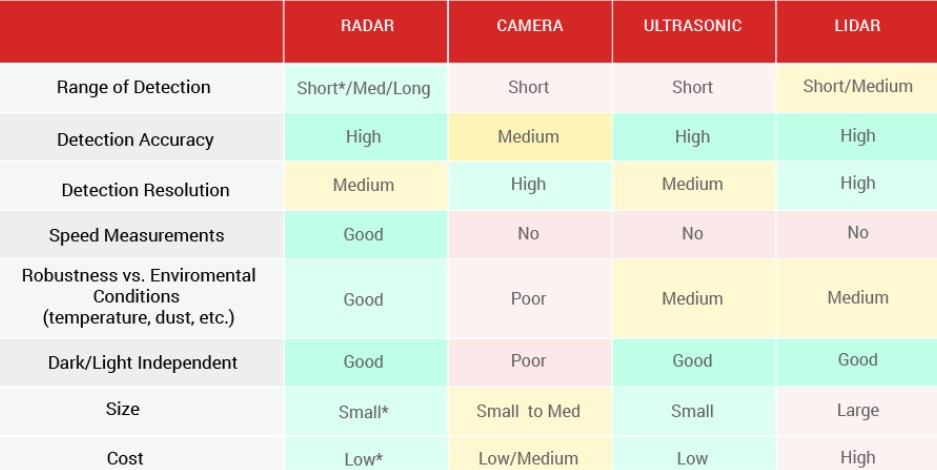 RADAR CAMERA ULTRASONIC LIDAR
Range of Detection Short*/Med/Long Short Short Short/Medium
Detection Accuracy High Medium High High
Detection Resolution Medium High Medium High
Speed Measurements Good No No No
Robustness vs. Enviromental
Conditions
(temperature, dust, etc.) Good Poor Medium Medium
Dark/Light Independent Good Poor Good Good
Size Small* Small to Med Small Large
Cost Low* Low/Medium Low High